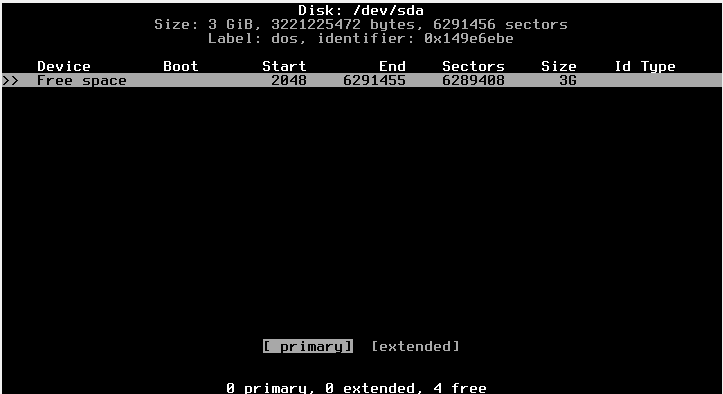 Disk: /dev/sda
Size: 3 GiB, 3221225472 bytes, 6291456 sectors
Label: dos, identifier: 0x149e6ebe
Device Boot Start End Sectors Size Id Type
>> Free space 2048 6291455 6289408 3G
[ primary] [extended]
0 primary, 0 extended, 4 free